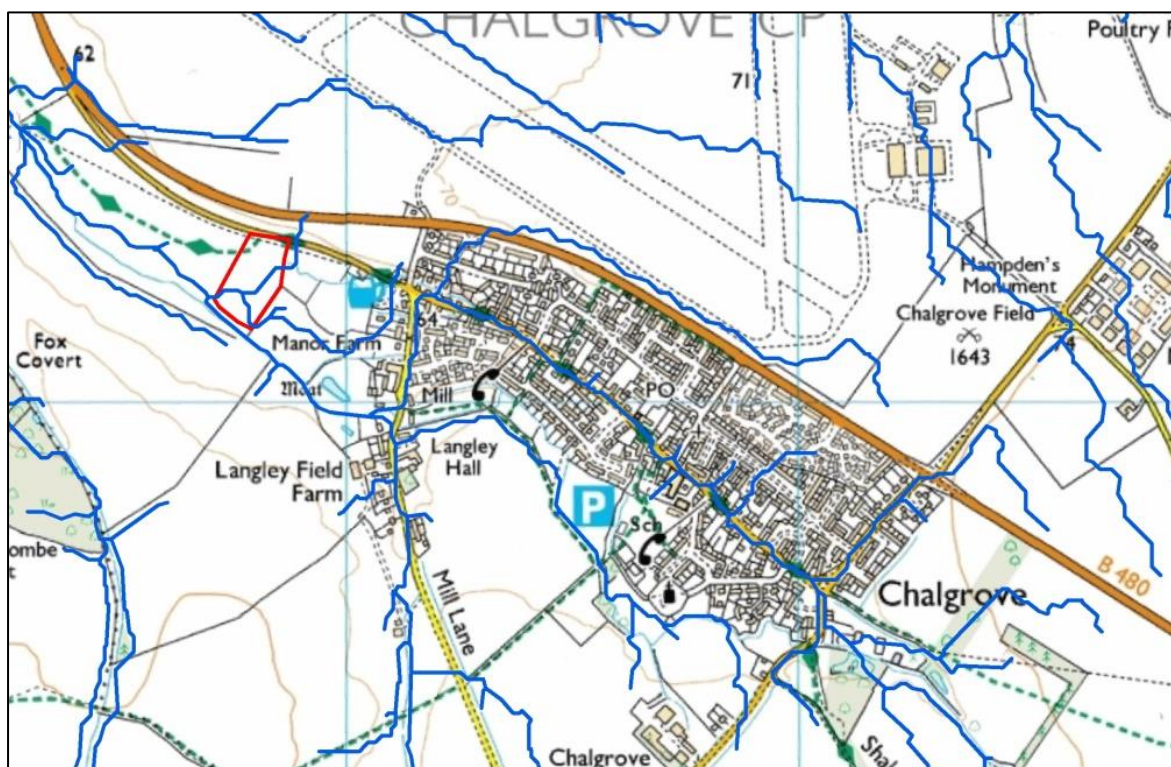 CHALGROVE CP
62
71
Poultry F
70
Hampden's
Monument
Chalgrove Field
1643
74
64
Fox
Covert
Manor Farm
Moat
Mill
PO
Langley
Hall
Langley Field
Farm
P
Sch
ombe
t
Mill Lane
Chalgrove
B 480
Chalgrove
Shal